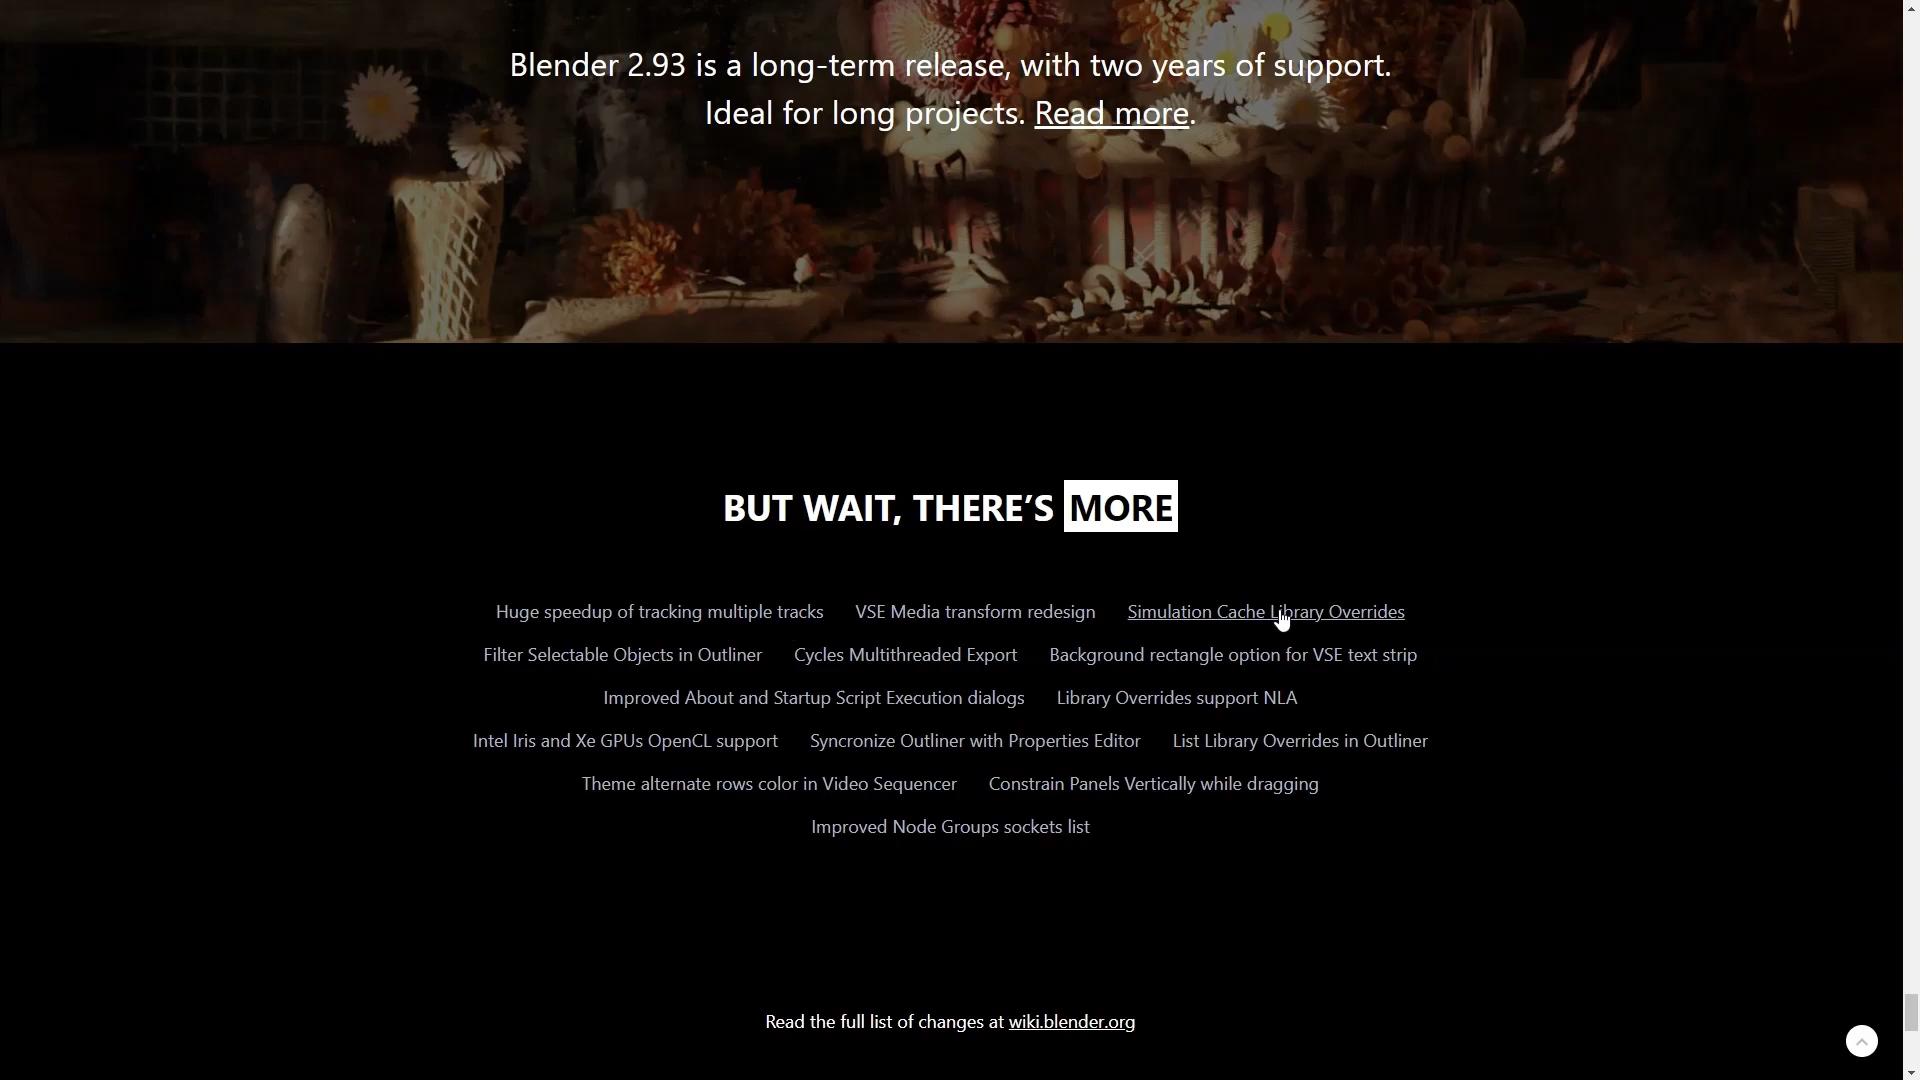 Blender 2.93 is a long-term release, with two years of support.
Ideal for long projects. Read more.
BUT WAIT, THERE’S MORE
Huge speedup of tracking multiple tracks VSE Media transform redesign Simulation Cache Library Overrides
Filter Selectable Objects in Outliner Cycles Multithreaded Export Background rectangle option for VSE text strip
Improved About and Startup Script Execution dialogs Library Overrides support NLA
Intel Iris and Xe GPUs OpenCL support Syncronize Outliner with Properties Editor List Library Overrides in Outliner
Theme alternate rows color in Video Sequencer Constrain Panels Vertically while dragging
Improved Node Groups sockets list
Read the full list of changes at wiki.blender.org